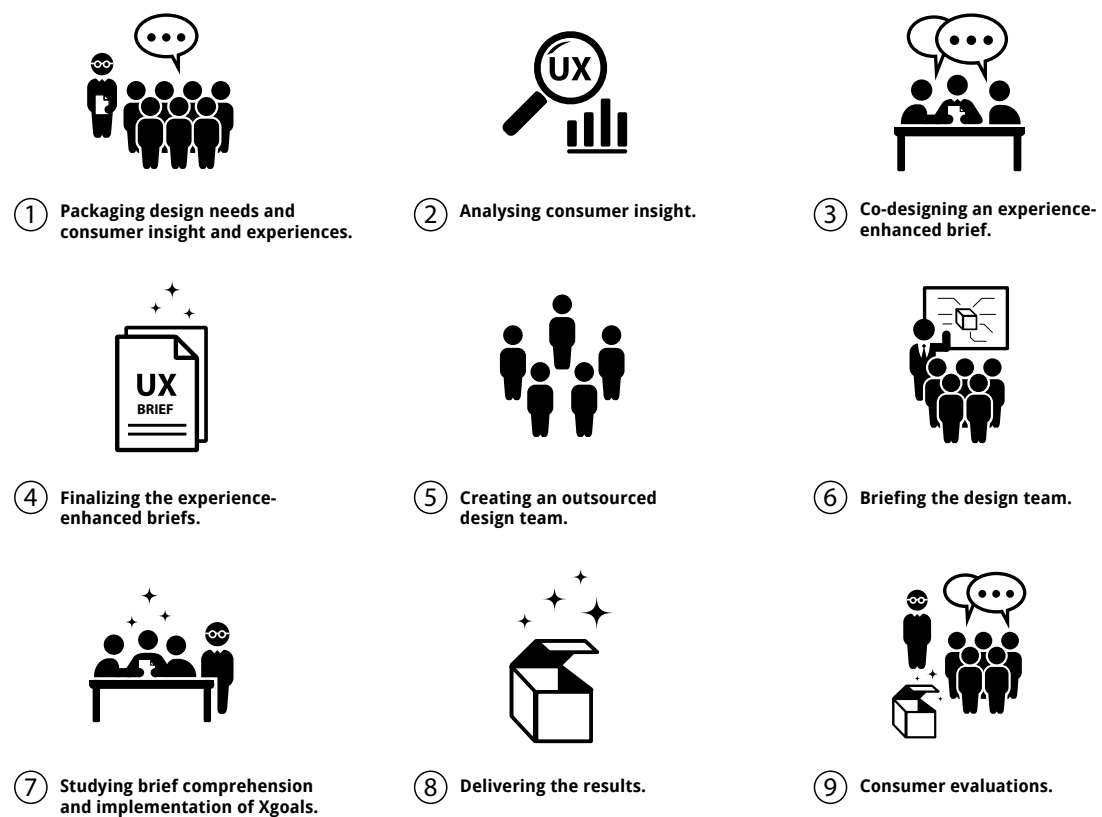 UX
1 Packaging design needs and
consumer insight and experiences.
2 Analysing consumer insight.
3 Co-designing an experience-
enhanced brief.
UX
BRIEF
4 Finalizing the experience-
enhanced briefs.
5 Creating an outsourced
design team.
6 Briefing the design team.
7 Studying brief comprehension
and implementation of Xgoals.
8 Delivering the results.
9 Consumer evaluations.